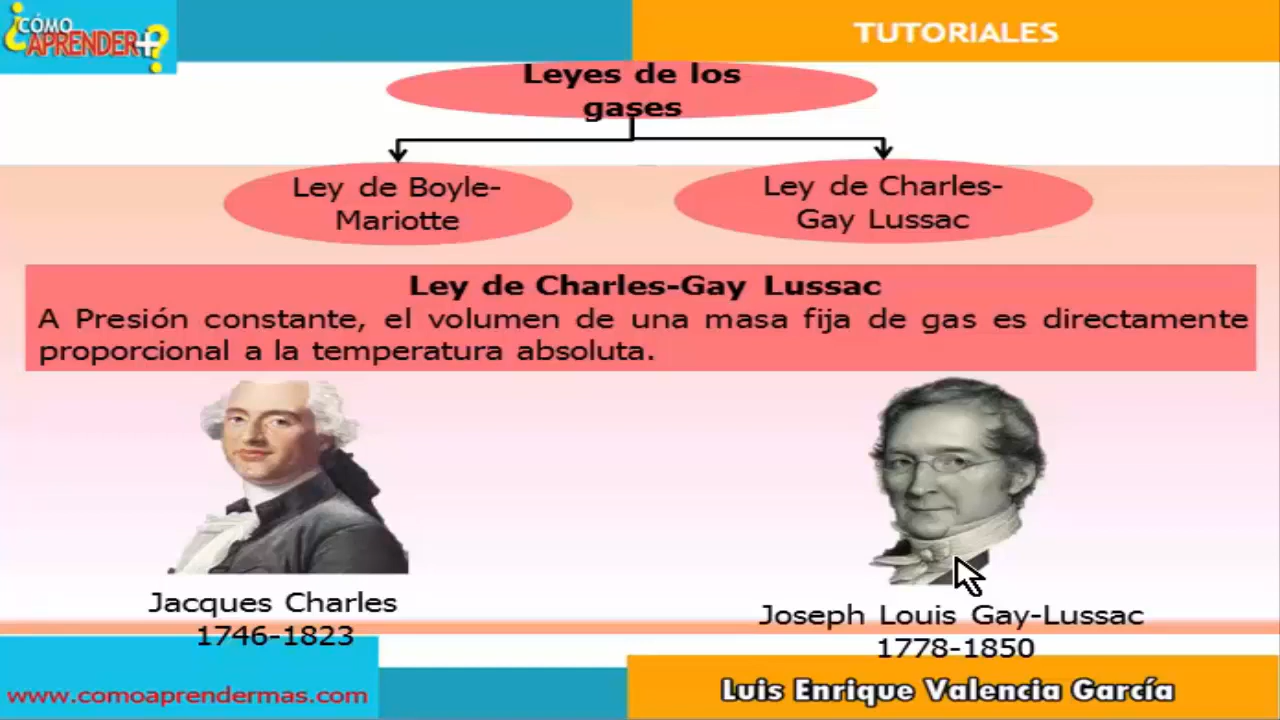 ¿CÓMO
APRENDER+?
TUTORIALES
Leyes de los
gases
Ley de Boyle-
Mariotte
Ley de Charles-
Gay Lussac
Ley de Charles-Gay Lussac
A Presión constante, el volumen de una masa fija de gas es directamente
proporcional a la temperatura absoluta.
Jacques Charles
1746-1823
Joseph Louis Gay-Lussac
1778-1850
www.comoaprendermas.com
Luis Enrique Valencia García